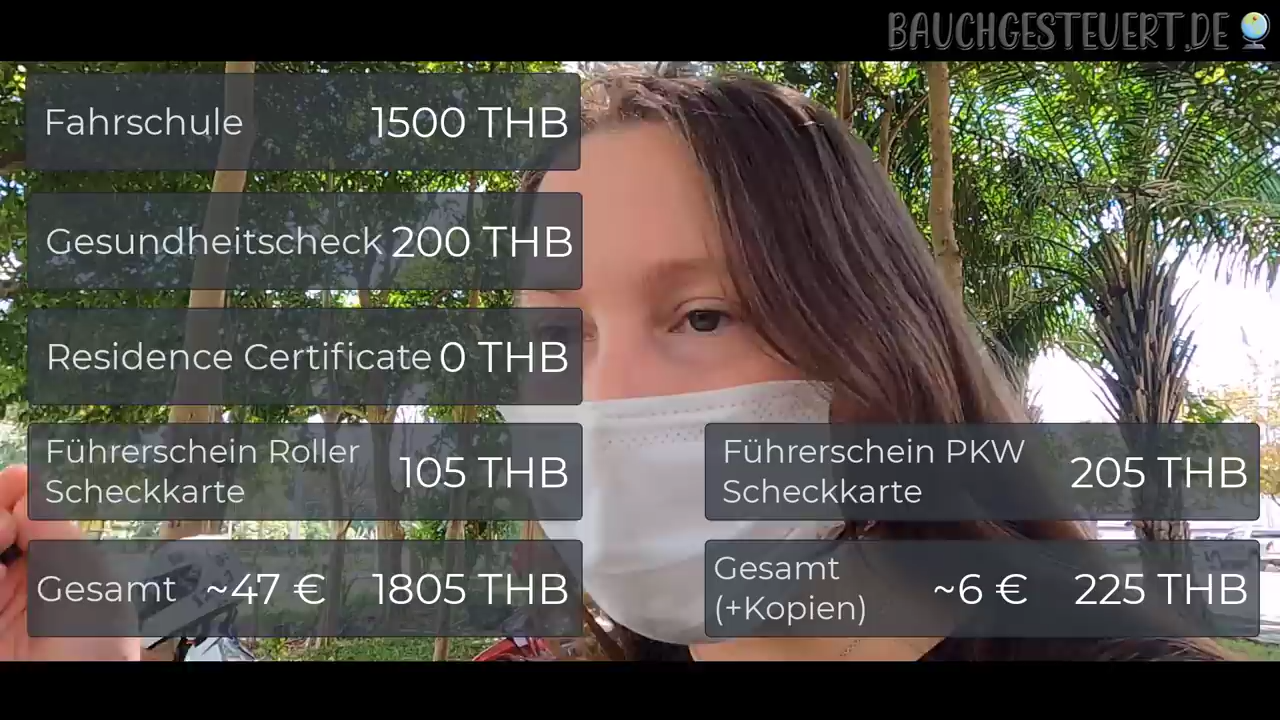 BAUCHGESTEUERT.DE
Fahrschule 1500 THB
Gesundheitscheck 200 THB
Residence Certificate 0 THB
Führerschein Roller
Scheckkarte 105 THB
Gesamt ~47 € 1805 THB
Führerschein PKW
Scheckkarte 205 THB
Gesamt
(+Kopien) ~6 € 225 THB